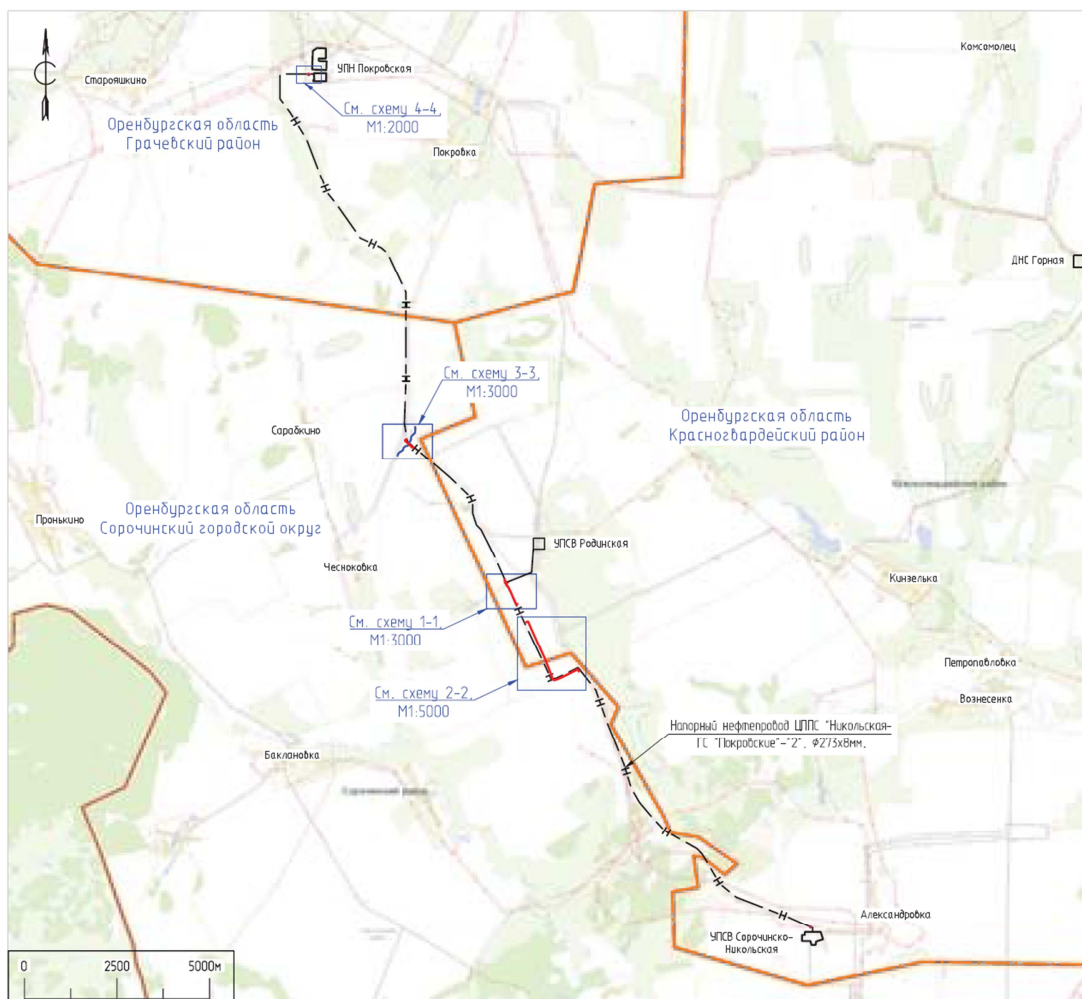 Комсомолец
УПН Покровская
Старояшкино
См. схему 4-4,
М1:2000
Оренбургская область
Грачевский район
Покровка
ДНС Горная
См. схему 3-3,
М1:3000
Оренбургская область
Красногвардейский район
Сарабкино
Оренбургская область
Сорочинский городской округ
Пронькино
УПСВ Родинская
Чесноковка
Кинзелька
См. схему 1-1,
М1:3000
Петропавловка
См. схему 2-2,
М1:5000
Вознесенка
Напорный нефтепровод ЦППС "Никольская-
ГС "Покровские"-"2", Ф273х8мм,
Баклановка
Александровка
УПСВ Сорочинско-
Никольская
0 2500 5000м